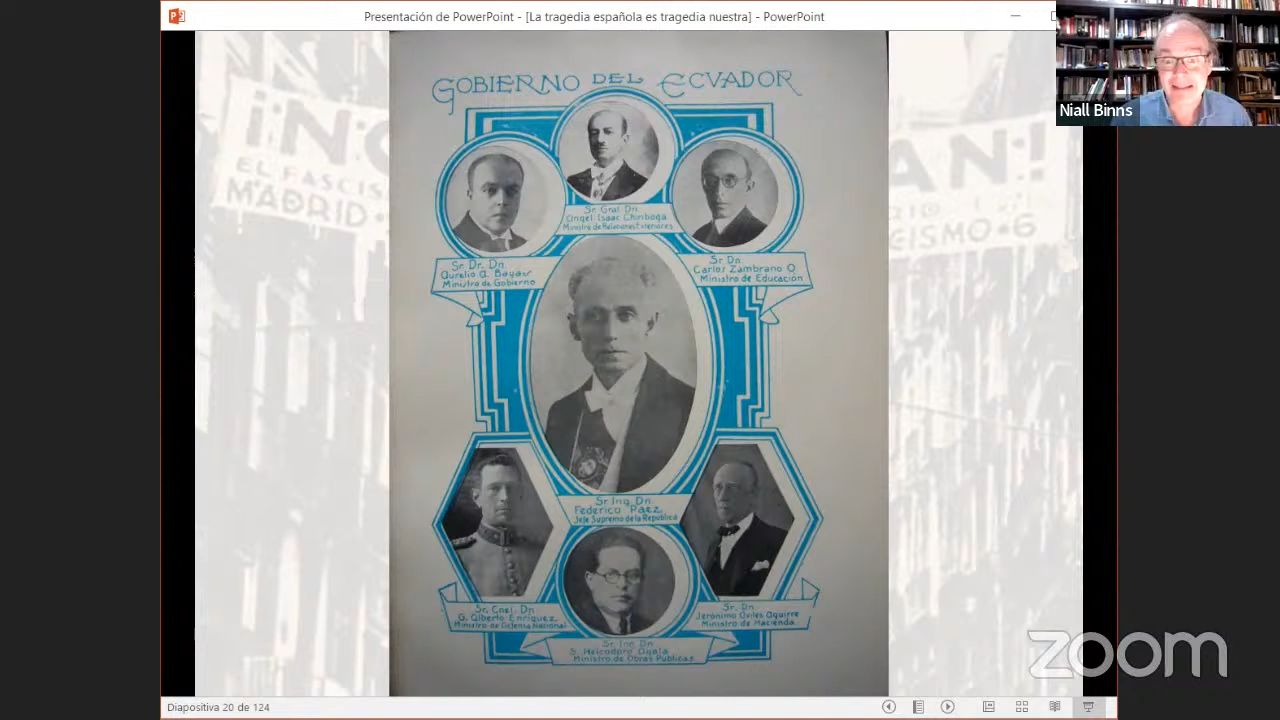 Presentación de PowerPoint - [La tragedia española es tragedia nuestra] - PowerPoint
Niall Binns
GOBIERNO DEL ECVADOR
¡NO
EL FASCIS
MADRID
AN!
CISMO-6
Sr. Gral. Dn.
Angel Isaac Chiriboga
Ministro de Relaciones Exteriores
Sr. Dr. Dn.
Aurelio A. Bayas
Ministro de Gobierno
Sr. Dn.
Carlos Zambrano O
Ministro de Educación
Sr. Ing. Dn.
Federico Páez
Jefe Supremo de la República
Sr. Cnel. Dn
G. Alberto Enríquez
Ministro de Defensa Nacional
Sr. Dn.
Jerónimo Avilés Aguirre
Ministro de Hacienda
Sr. Ing. Dn.
S. Heleodoro Ayala
Ministro de Obras Públicas
zoom
Diapositiva 20 de 124